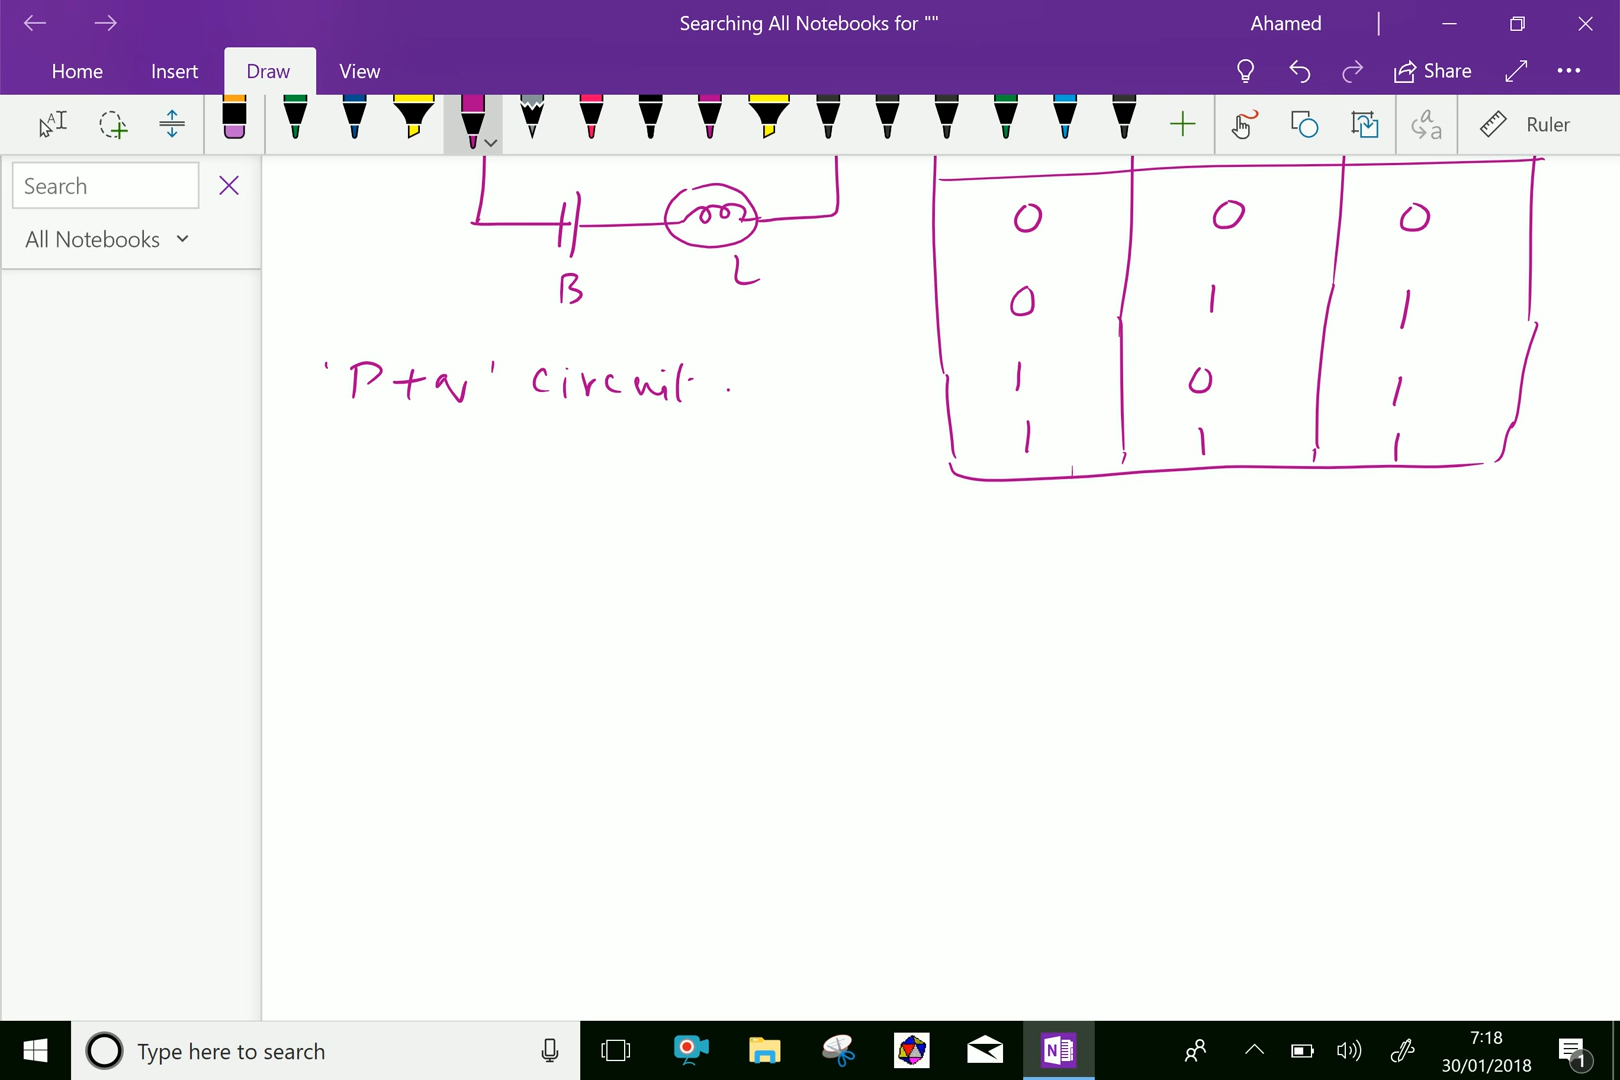 Searching All Notebooks for ""
Ahamed
Home Insert Draw View
Share
Ruler
Search
All Notebooks
B
L
'P+q' circuit.
0 0 0
0 1 1
1 0 1
1 1 1
Type here to search
7:18
30/01/2018
1